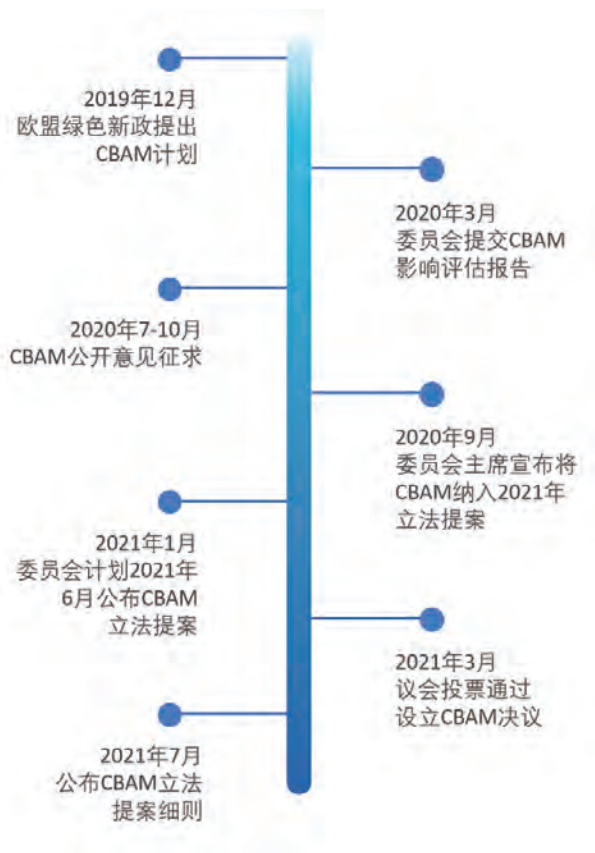 2019年12月
欧盟绿色新政提出
CBAM计划
2020年3月
委员会提交CBAM
影响评估报告
2020年7-10月
CBAM公开意见征求
2020年9月
委员会主席宣布将
CBAM纳入2021年
立法提案
2021年1月
委员会计划2021年
6月公布CBAM
立法提案
2021年3月
议会投票通过
设立CBAM决议
2021年7月
公布CBAM立法
提案细则